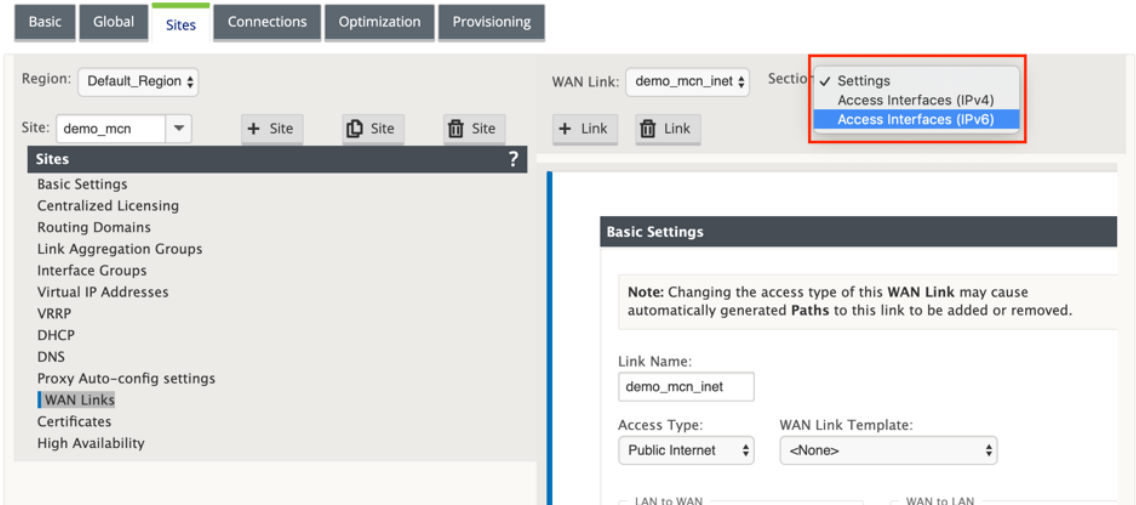 Basic Global Sites Connections Optimization Provisioning
Region: Default_Region
Site: demo_mcn + Site Site Site
Sites ?
Basic Settings
Centralized Licensing
Routing Domains
Link Aggregation Groups
Interface Groups
Virtual IP Addresses
VRRP
DHCP
DNS
Proxy Auto-config settings
WAN Links
Certificates
High Availability
WAN Link: demo_mcn_inet Section
✓ Settings
Access Interfaces (IPv4)
Access Interfaces (IPv6)
+ Link Link
Basic Settings
Note: Changing the access type of this WAN Link may cause
automatically generated Paths to this link to be added or removed.
Link Name:
demo_mcn_inet
Access Type: WAN Link Template:
Public Internet <None>
LAN to WAN WAN to LAN